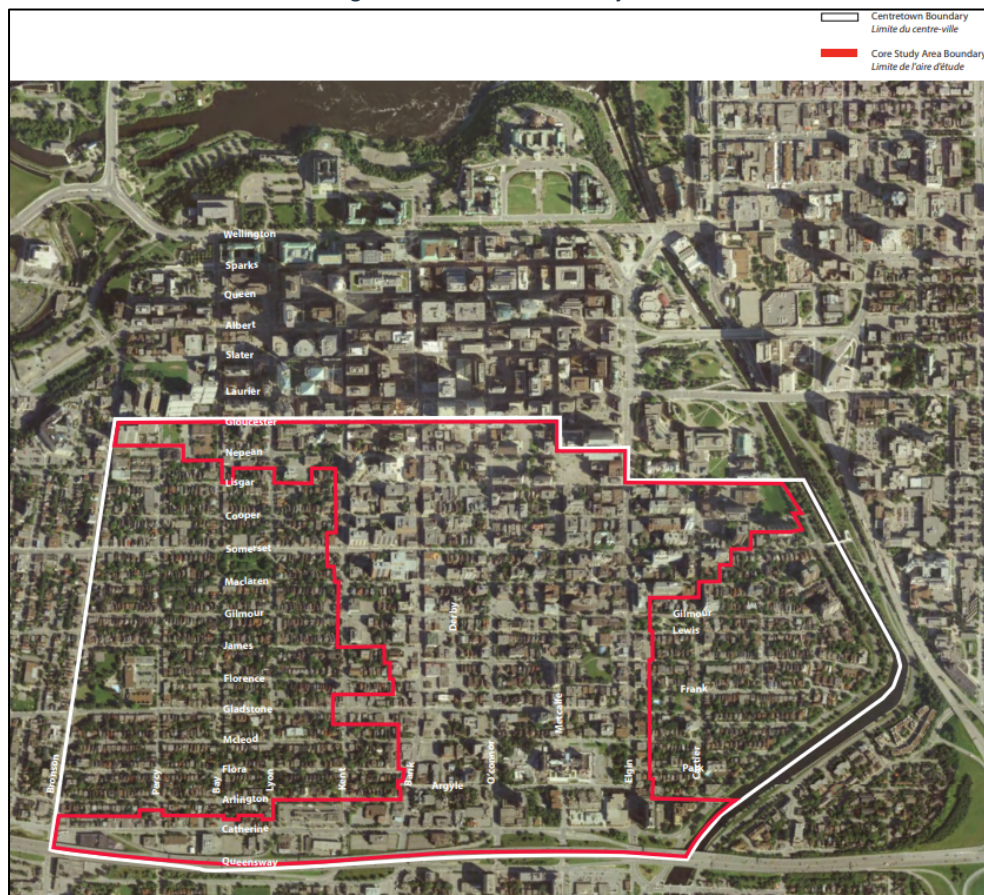 Centretown Boundary
Limite du centre-ville
Core Study Area Boundary
Limite de l'aire d'étude
Wellington
Sparks
Queen
Albert
Slater
Laurier
Gloucester
Nepean
Lisgar
Cooper
Somerset
Maclaren
Gilmour
James
Florence
Gladstone
Mcleod
Flora
Arlington
Catherine
Queensway
Bronson
Percy
Bay
Lyon
Kent
Bank
Argyle
O'connor
Derby
Metcalfe
Elgin
Gilmour
Lewis
Frank
Park
Cartier